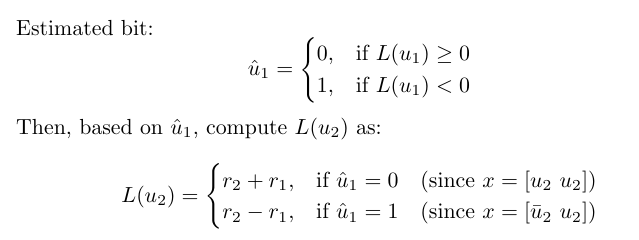 Estimated bit:
û₁ = { 0, if L(u₁) ≥ 0
1, if L(u₁) < 0
Then, based on û₁, compute L(u₂) as:
L(u₂) = { r₂ + r₁, if û₁ = 0 (since x = [u₂ u₂])
r₂ − r₁, if û₁ = 1 (since x = [ū₂ u₂])